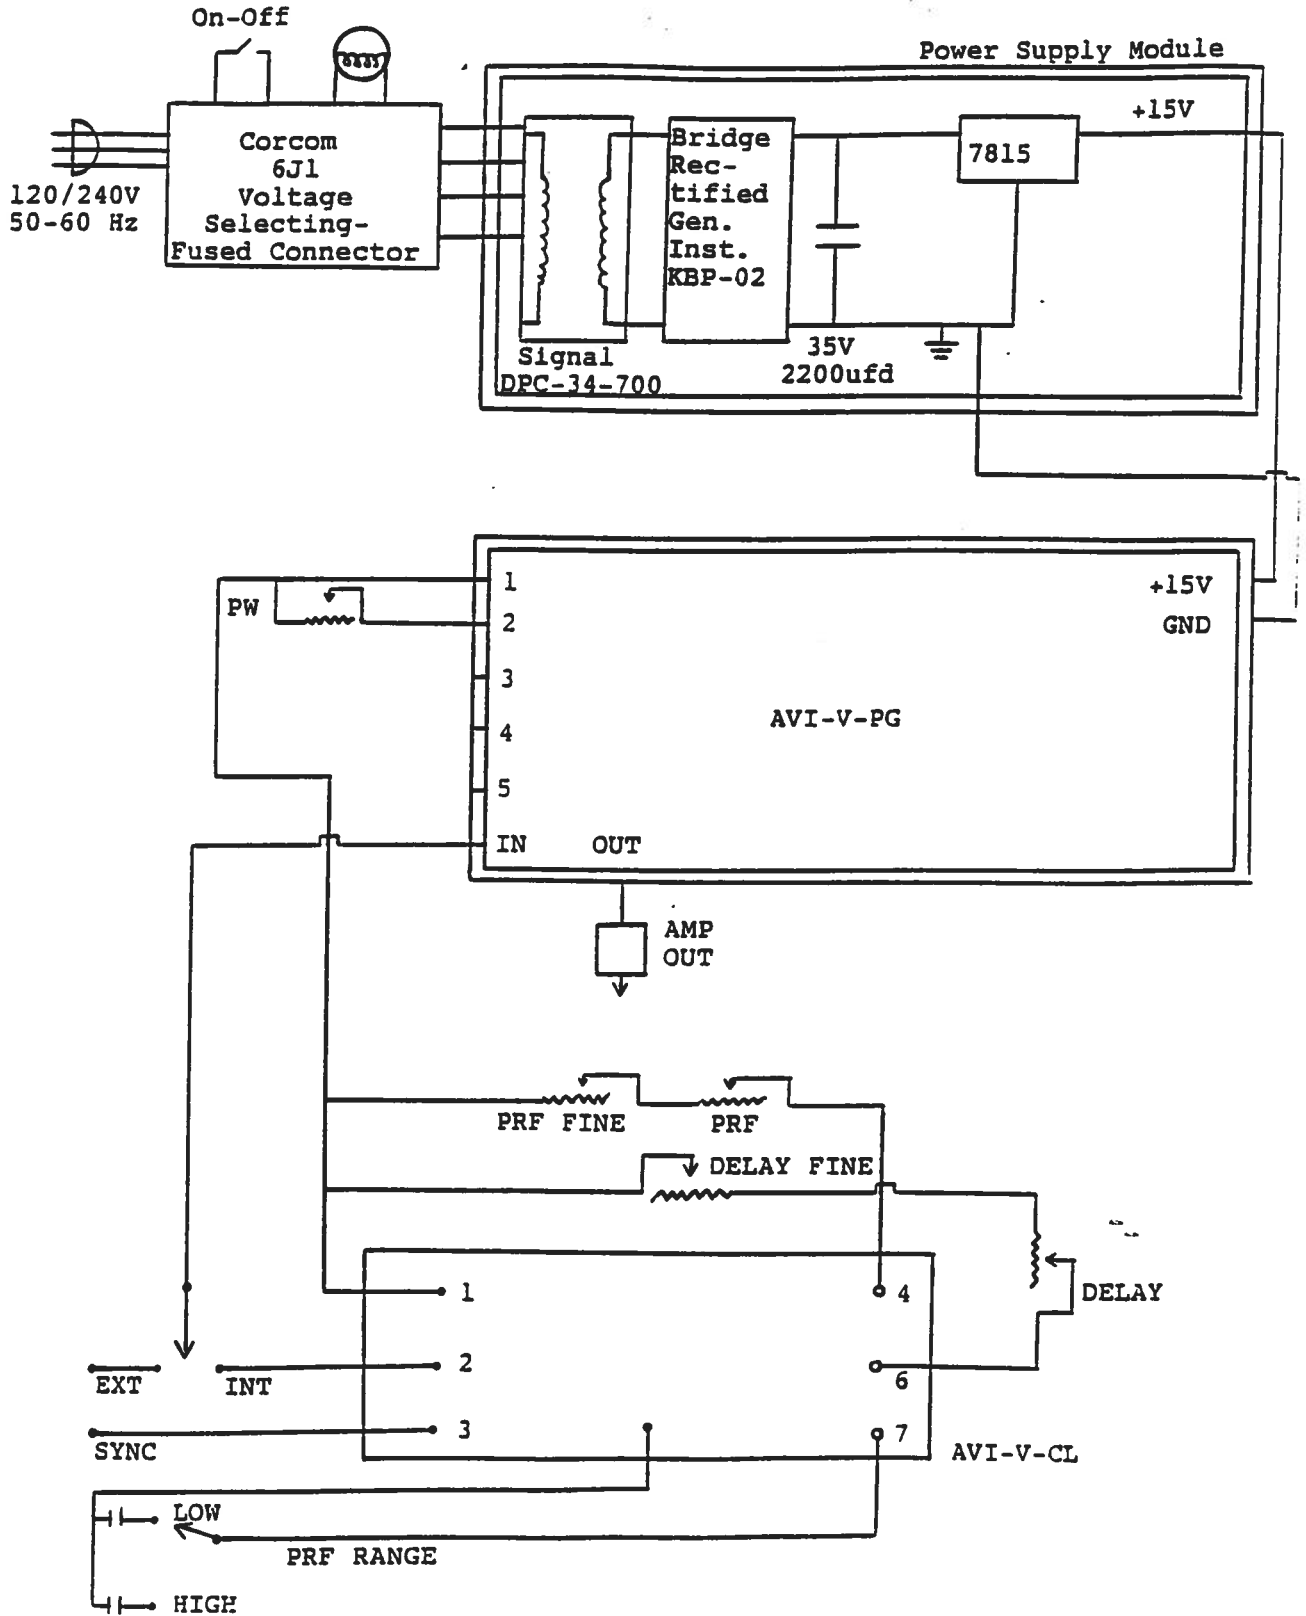 On-Off
Power Supply Module
+15V
Corcom
6J1
Voltage
Selecting-
Fused Connector
120/240V
50-60 Hz
Bridge
Rec-
tified
Gen.
Inst.
KBP-02
7815
35V
2200ufd
Signal
DPC-34-700
1
PW
2
3
4
5
IN
OUT
+15V
GND
AVI-V-PG
AMP
OUT
PRF FINE
PRF
DELAY FINE
DELAY
1
4
2
6
3
7
EXT
INT
SYNC
AVI-V-CL
LOW
PRF RANGE
HIGH